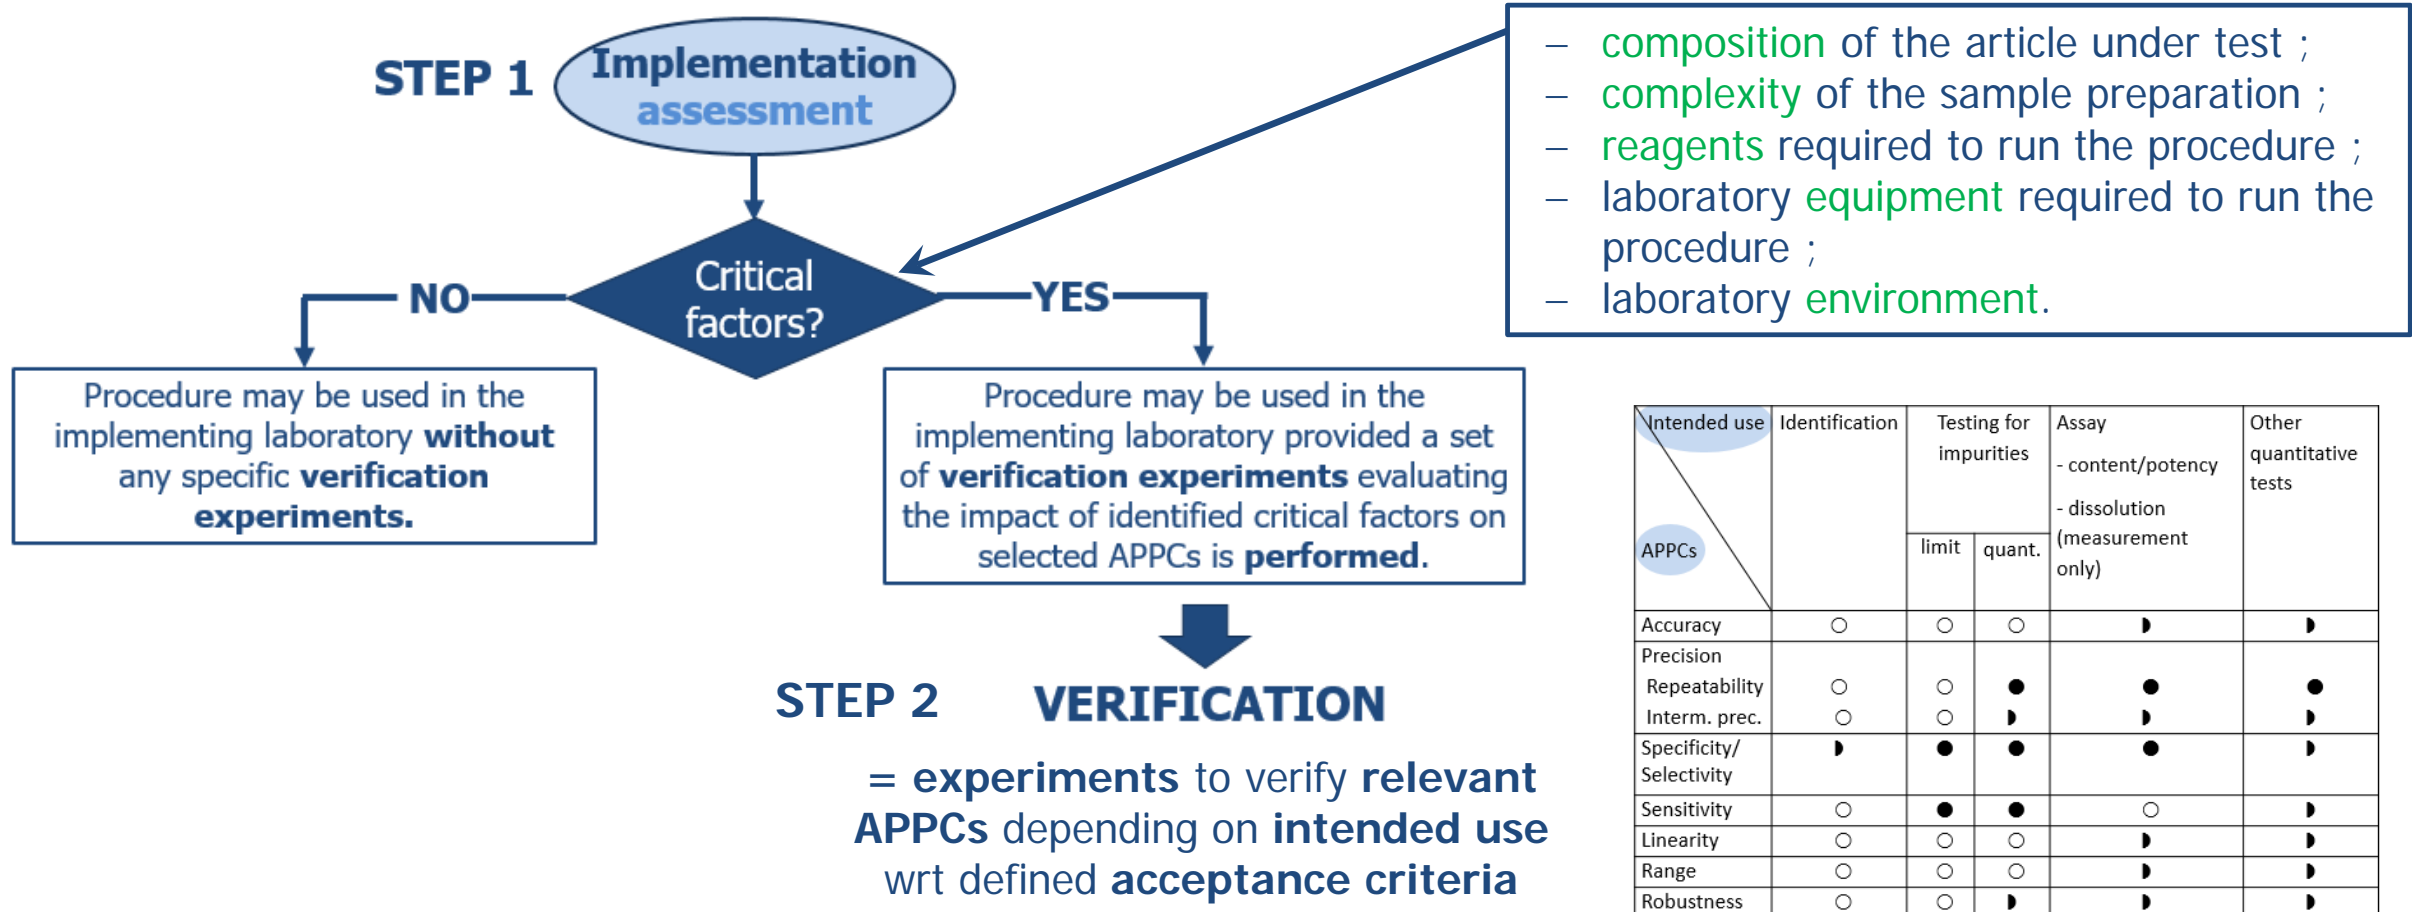 STEP 1
Implementation
assessment
– composition of the article under test ;
– complexity of the sample preparation ;
– reagents required to run the procedure ;
– laboratory equipment required to run the
procedure ;
– laboratory environment.
Critical
factors?
NO
YES
Procedure may be used in the
implementing laboratory without
any specific verification
experiments.
Procedure may be used in the
implementing laboratory provided a set
of verification experiments evaluating
the impact of identified critical factors on
selected APPCs is performed.
STEP 2 VERIFICATION
= experiments to verify relevant
APPCs depending on intended use
wrt defined acceptance criteria
Intended use
APPCs
Identification
Testing for
impurities
limit
quant.
Assay
- content/potency
- dissolution
(measurement
only)
Other
quantitative
tests
Accuracy ○ ○ ○ ◗ ◗
Precision
Repeatability ○ ○ ● ● ●
Interm. prec. ○ ○ ◗ ◗ ◗
Specificity/ ◗ ● ● ● ◗
Selectivity
Sensitivity ○ ● ● ○ ◗
Linearity ○ ○ ○ ◗ ◗
Range ○ ○ ○ ◗ ◗
Robustness ○ ○ ◗ ◗ ◗